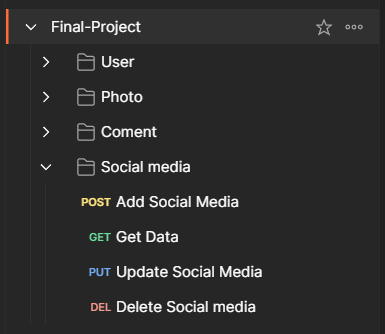 Final-Project
User
Photo
Coment
Social media
POST Add Social Media
GET Get Data
PUT Update Social Media
DEL Delete Social media